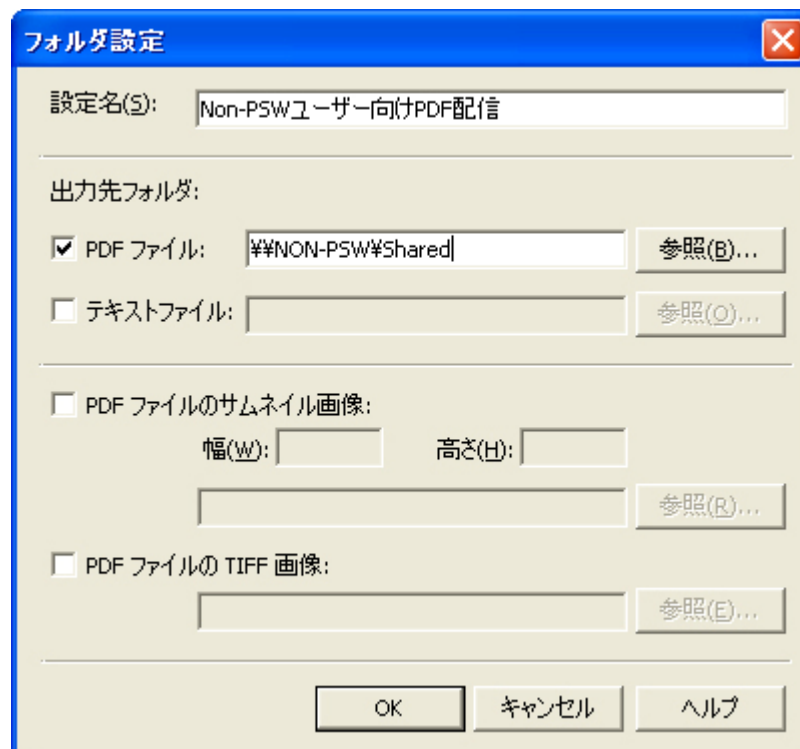 フォルダ設定
設定名(S): Non-PSWユーザー向けPDF配信
出力先フォルダ:
PDF ファイル: ¥¥NON-PSW¥Shared 参照(B)...
テキストファイル: 参照(O)...
PDF ファイルのサムネイル画像:
幅(W): 高さ(H):
参照(R)...
PDF ファイルの TIFF 画像:
参照(E)...
OK キャンセル ヘルプ